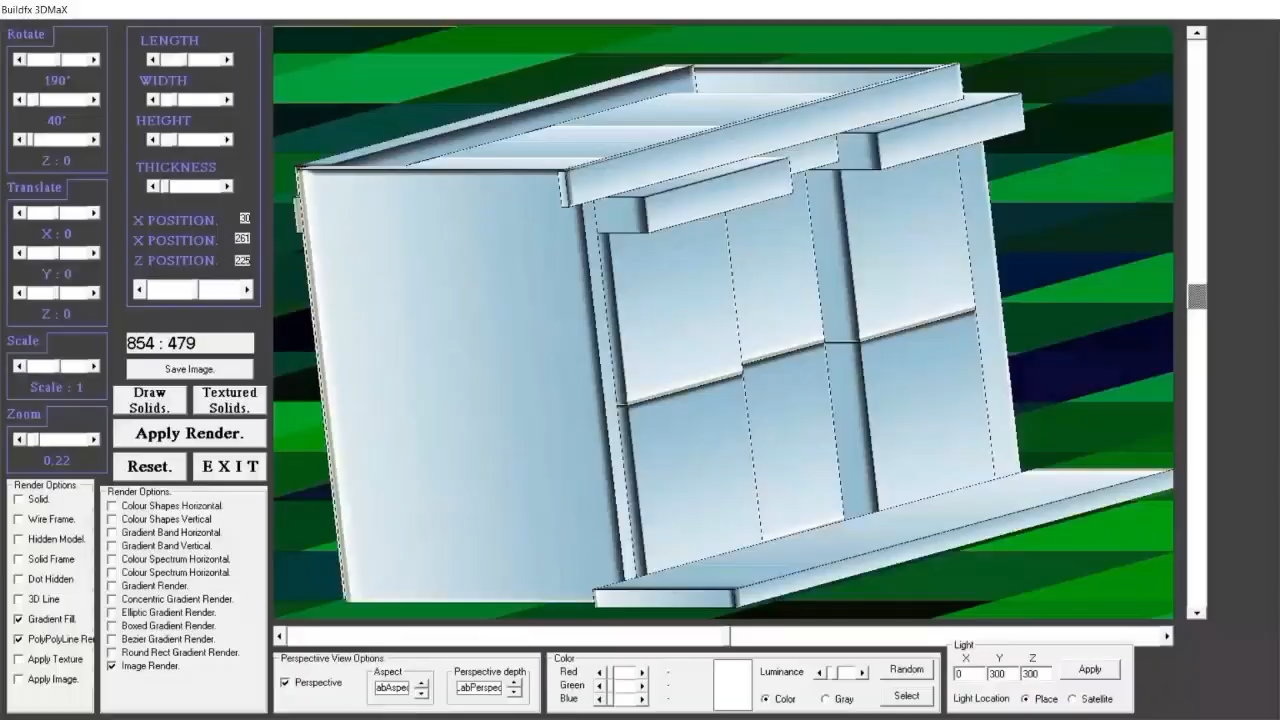 Buildfx 3DMaX
Rotate
190°
40°
Z : 0
Translate
X : 0
Y : 0
Z : 0
Scale
Scale : 1
Zoom
0.22
LENGTH
WIDTH
HEIGHT
THICKNESS
X POSITION. 30
X POSITION. 261
Z POSITION. 225
854 : 479
Save Image.
Draw Solids.
Textured Solids.
Apply Render.
Reset.
E X I T
Render Options.
Solid.
Wire Frame.
Hidden Model.
Solid Frame
Dot Hidden
3D Line
Gradient Fill.
PolyPolyLine Re
Apply Texture
Apply Image.
Render Options.
Colour Shapes Horizontal.
Colour Shapes Vertical
Gradient Band Horizontal.
Gradient Band Vertical.
Colour Spectrum Horizontal.
Colour Spectrum Horizontal.
Gradient Render.
Concentric Gradient Render.
Elliptic Gradient Render.
Boxed Gradient Render.
Bezier Gradient Render.
Round Rect Gradient Render.
Image Render.
Perspective View Options
Perspective
Aspect
abAspe
Perspective depth
.abPerspec
Color
Red
Green
Blue
Luminance
Color
Gray
Random
Select
Light
X Y Z
0 300 300
Apply
Light Location
Place
Satellite